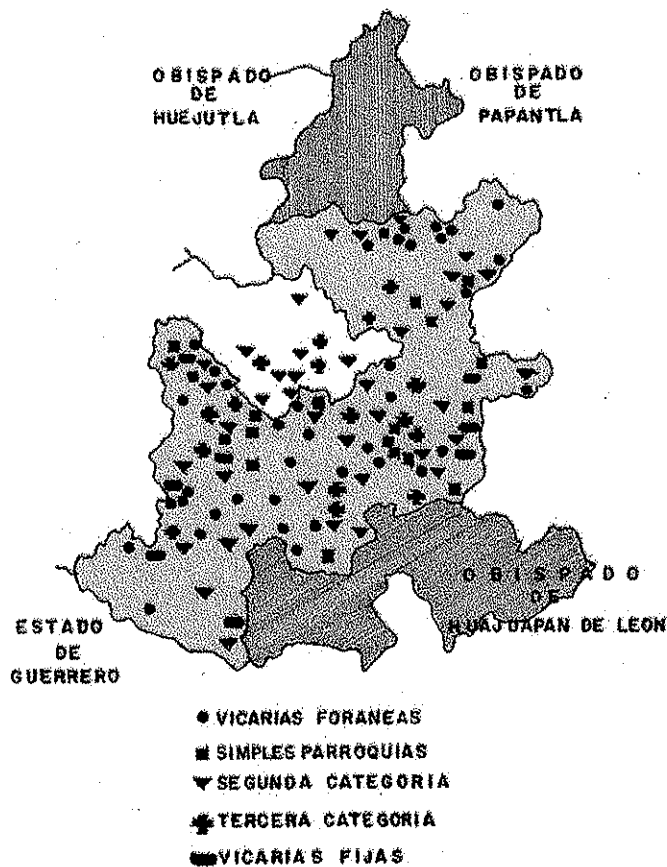 OBISPADO
DE
HUEJUTLA
OBISPADO
DE
PAPANTLA
OBISPADO
DE
HUAJUAPAN DE LEON
ESTADO
DE
GUERRERO
VICARIAS FORANEAS
SIMPLES PARROQUIAS
SEGUNDA CATEGORIA
TERCERA CATEGORIA
VICARIAS FIJAS